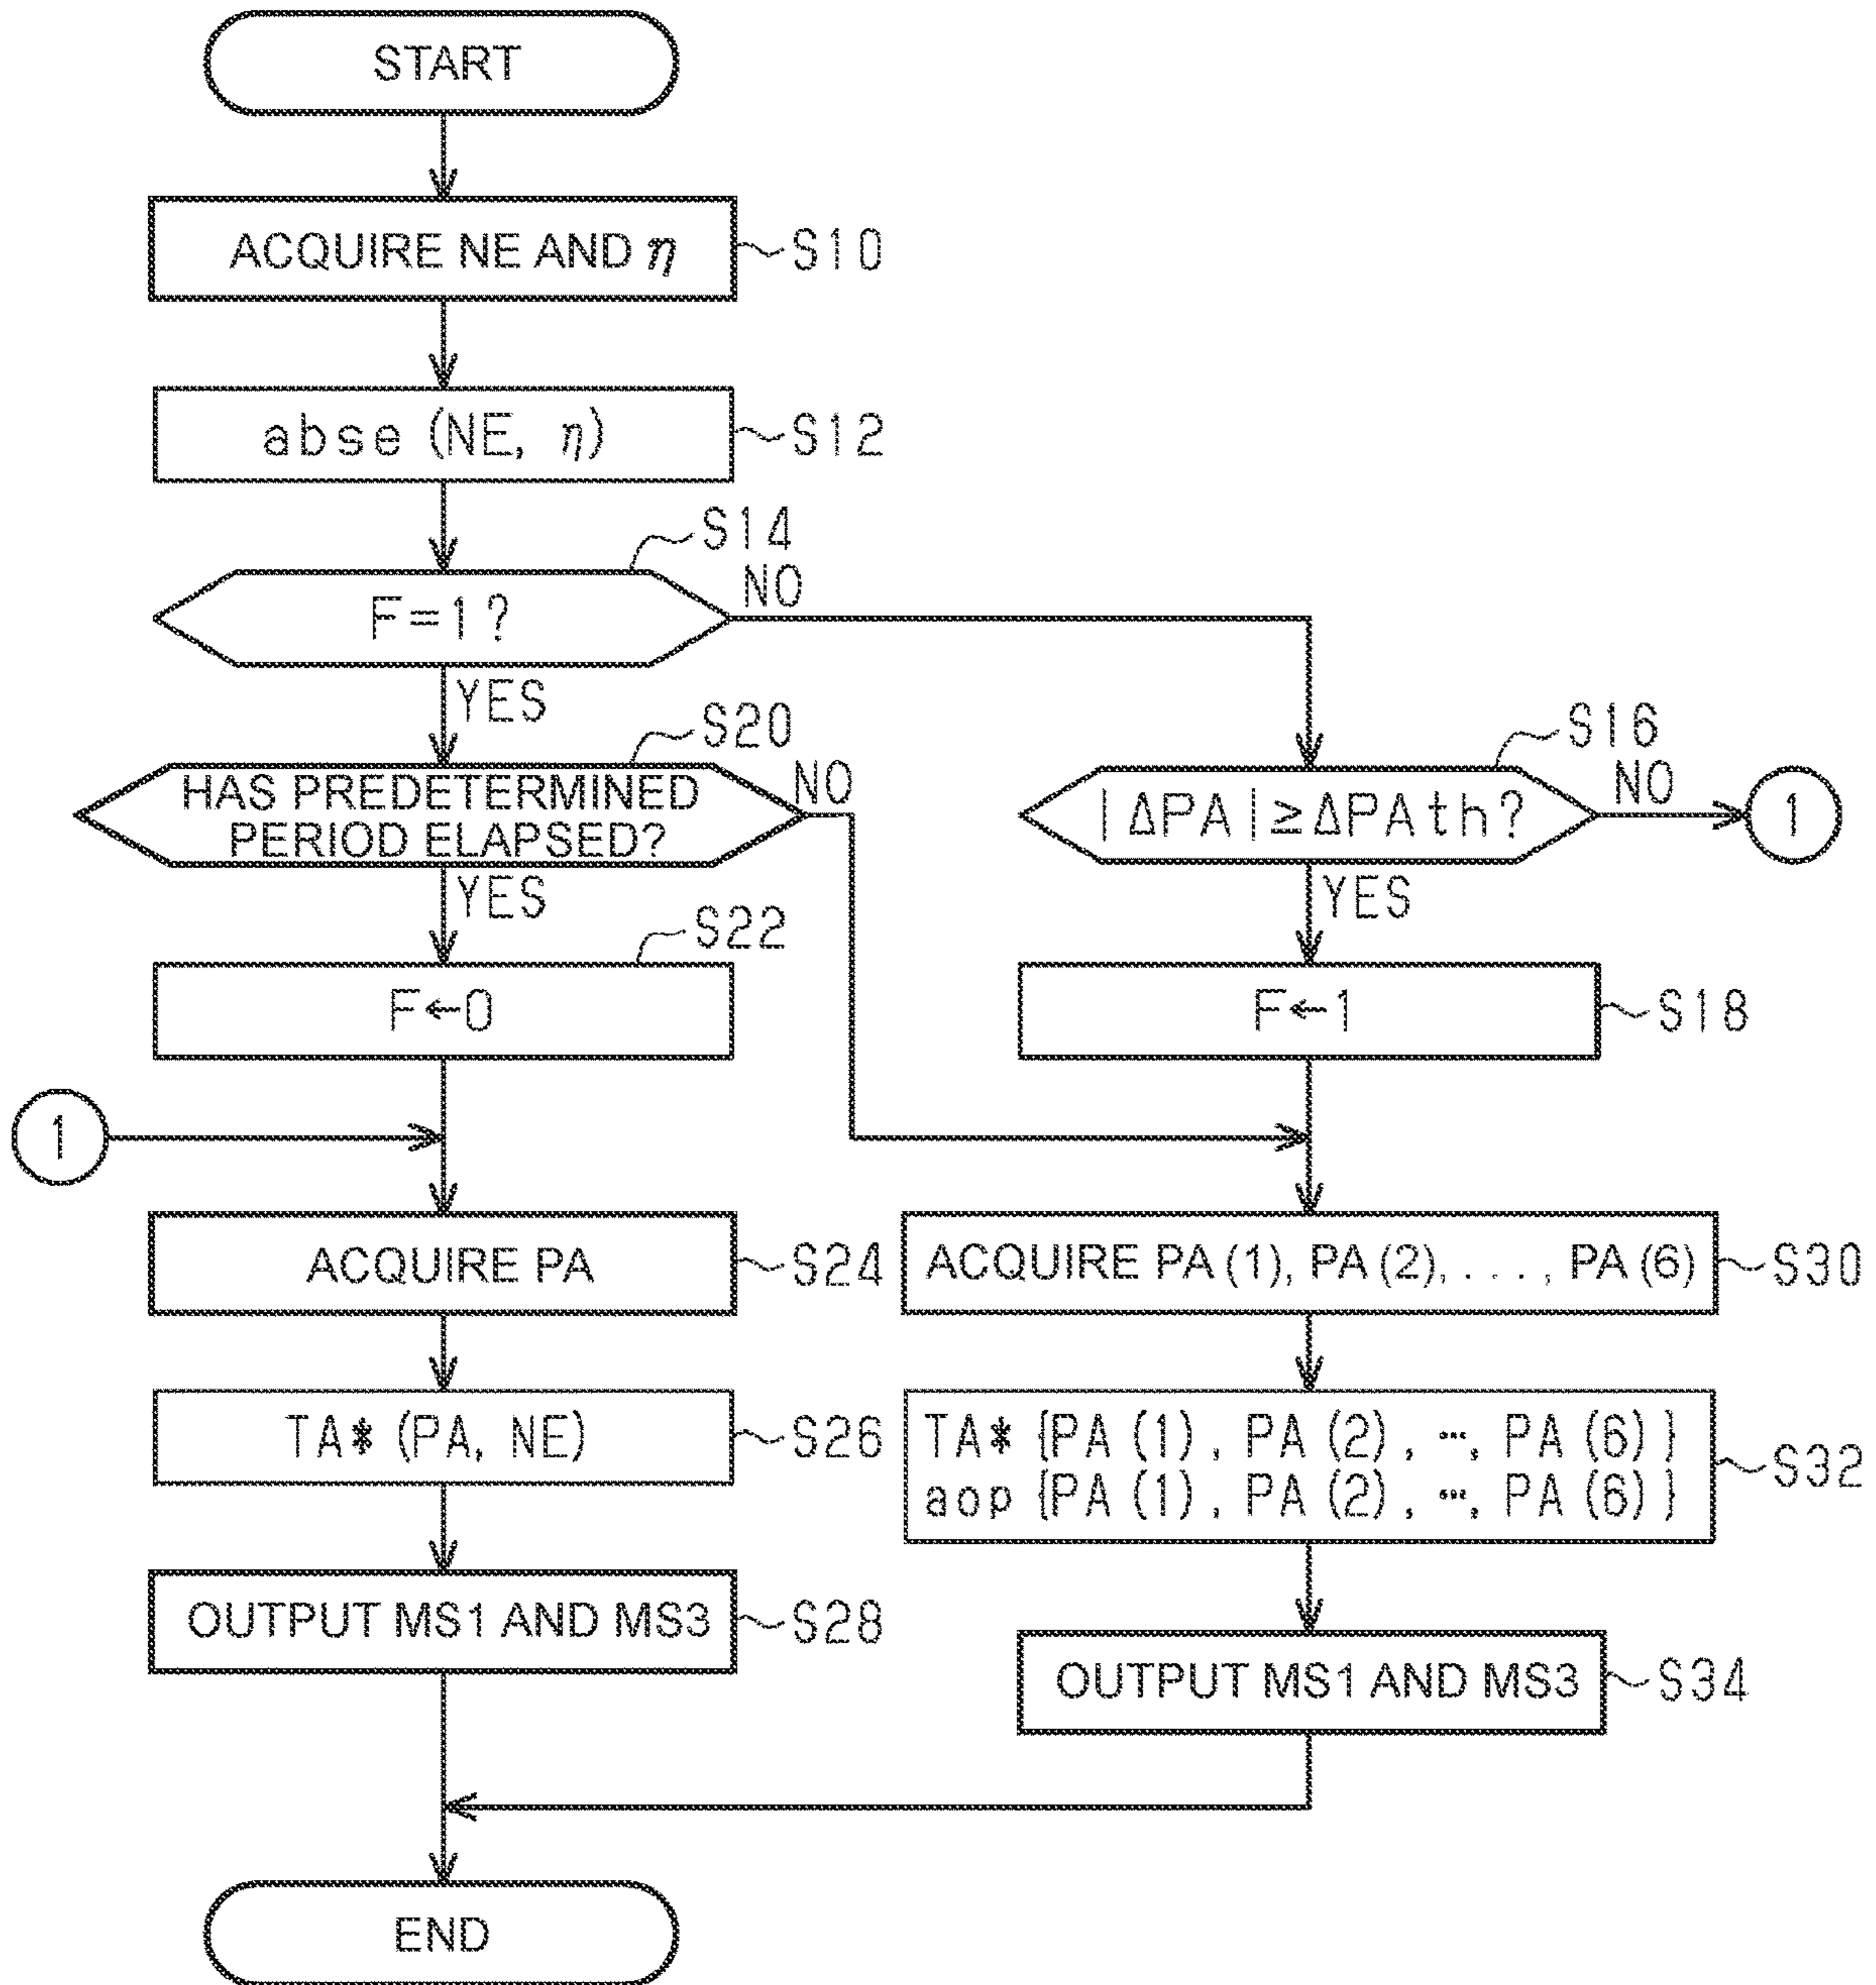 START
ACQUIRE NE AND η
S10
abse (NE, η)
S12
S14
F=1?
NO
YES
S20
HAS PREDETERMINED
PERIOD ELAPSED?
NO
YES
S16
|ΔPA|≥ΔPAth?
NO
1
YES
S22
F←0
F←1
S18
1
ACQUIRE PA
S24
ACQUIRE PA (1), PA (2), . . . , PA (6)
S30
TA* (PA, NE)
S26
TA* {PA (1) , PA (2) , …, PA (6) }
aop {PA (1) , PA (2) , …, PA (6) }
S32
OUTPUT MS1 AND MS3
S28
OUTPUT MS1 AND MS3
S34
END